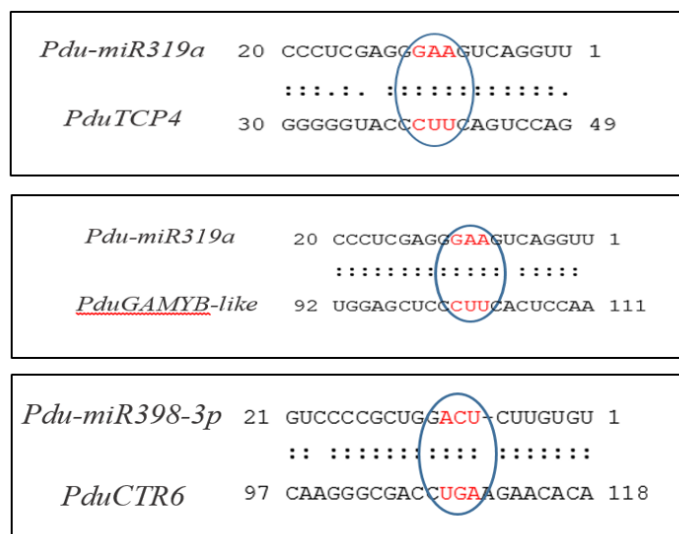 Pdu-miR319a 20 CCCUCGAGGGAAGUCAGGUU 1
:::.:. ::::::::::::.
PduTCP4 30 GGGGGUACCCUUCAGUCCAG 49
Pdu-miR319a 20 CCCUCGAGGGAAGUCAGGUU 1
:::::::::::::: :::::
PduGAMYB-like 92 UGGAGCUCCCUUCACUCCAA 111
Pdu-miR398-3p 21 GUCCCCGCUGGACU-CUUGUGU 1
:: ::::::::::: :::::::
PduCTR6 97 CAAGGGCGACCUGAAGAACACA 118